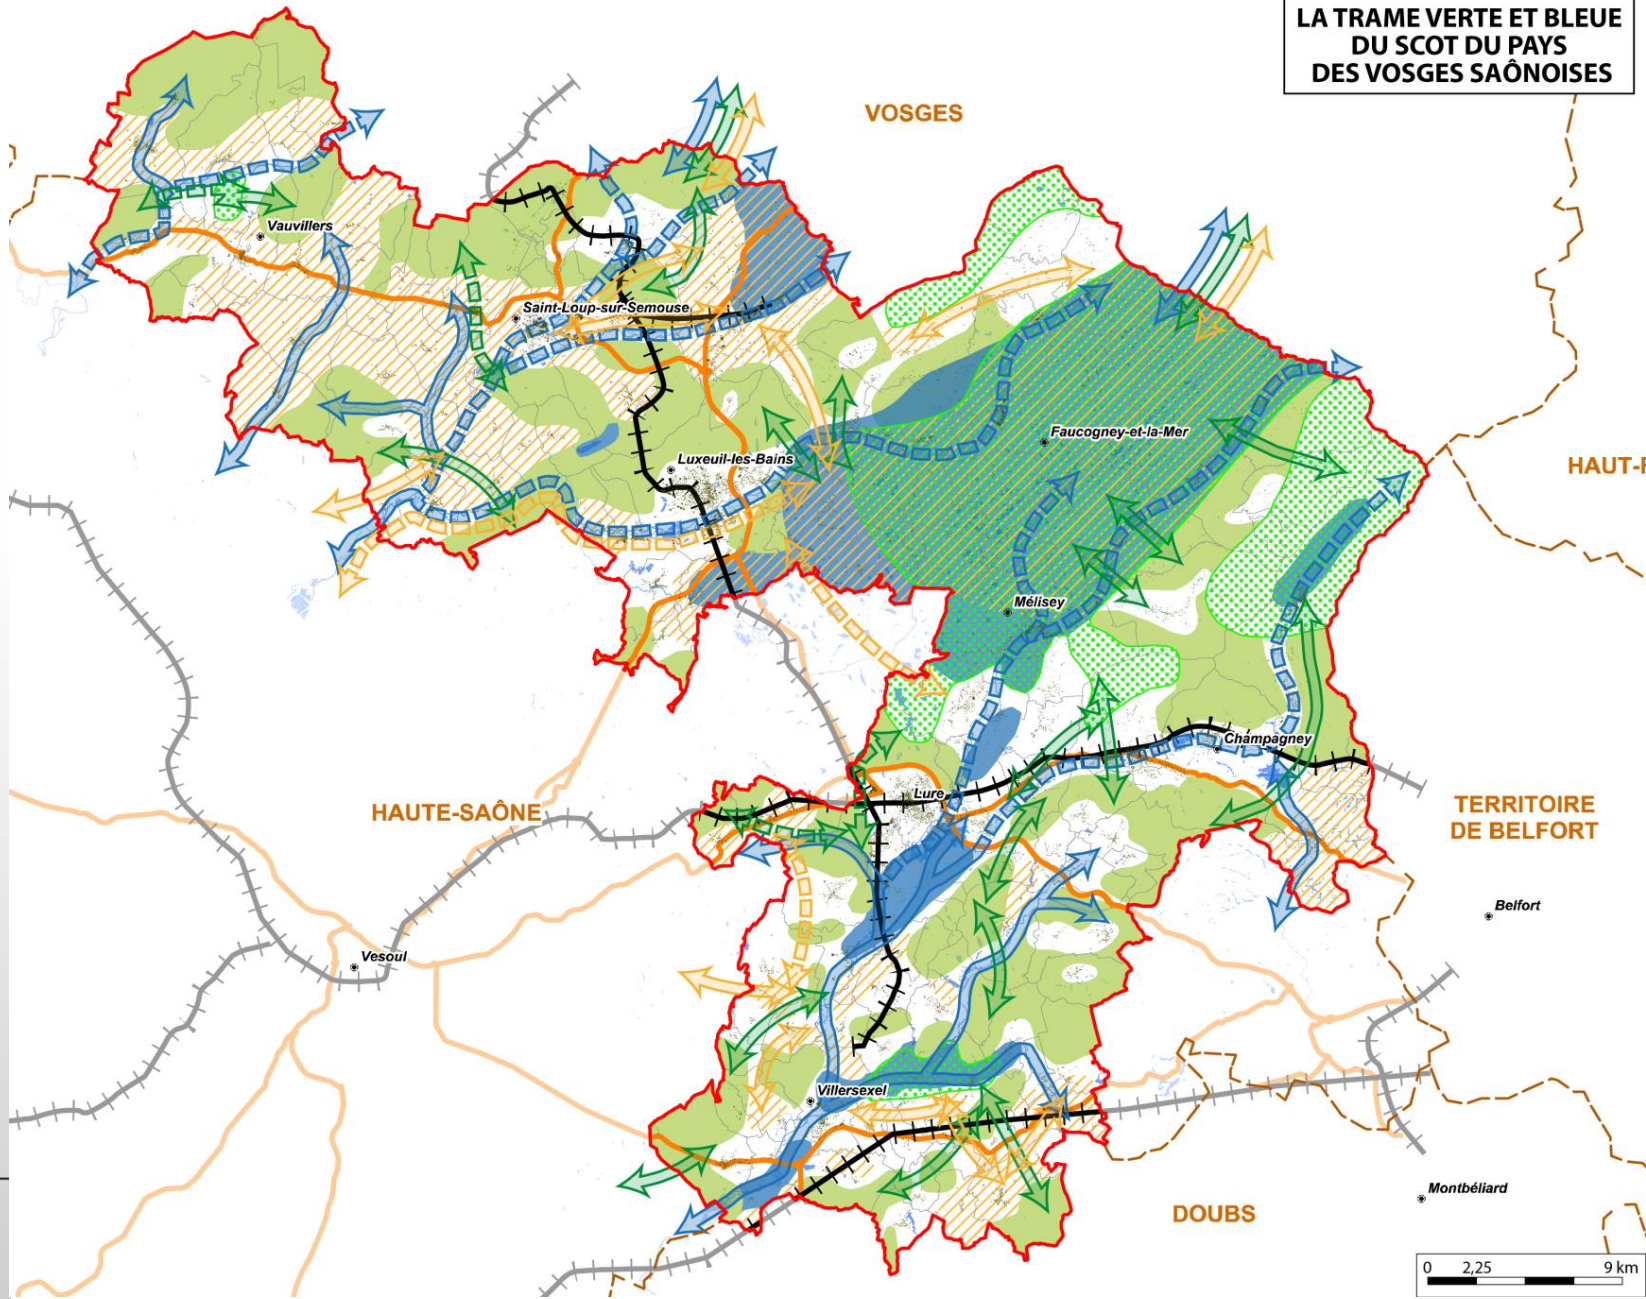 LA TRAME VERTE ET BLEUE
DU SCOT DU PAYS
DES VOSGES SAÔNOISES
VOSGES
Vauvillers
Saint-Loup-sur-Semouse
Faucogney-et-la-Mer
Luxeuil-les-Bains
HAUT-R
Mélisey
Champagney
Lure
HAUTE-SAÔNE
TERRITOIRE
DE BELFORT
Belfort
Vesoul
Villersexel
Montbéliard
DOUBS
0 2,25 9 km